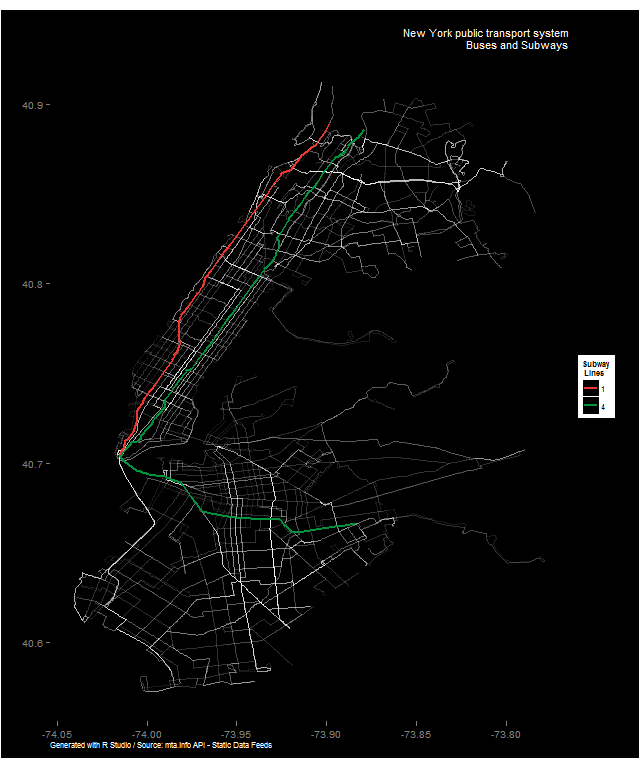 New York public transport system
Buses and Subways
40.9
40.8
40.7
40.6
Subway
Lines
1
4
-74.05
-74.00
-73.95
-73.90
-73.85
-73.80
Generated with R Studio / Source: mta.info API - Static Data Feeds